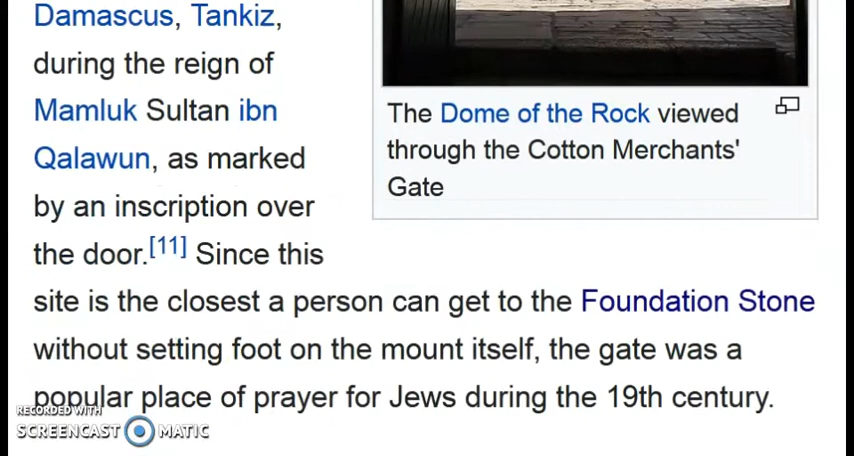 Damascus, Tankiz,
during the reign of
Mamluk Sultan ibn
Qalawun, as marked
by an inscription over
the door.[11] Since this
site is the closest a person can get to the Foundation Stone
without setting foot on the mount itself, the gate was a
popular place of prayer for Jews during the 19th century.
The Dome of the Rock viewed
through the Cotton Merchants'
Gate
RECORDED WITH
SCREENCAST MATIC